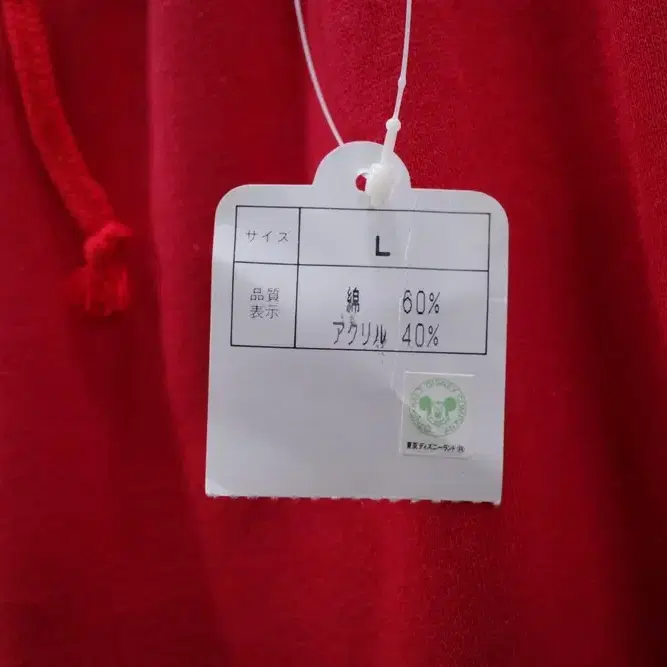 サイズ L
品質表示 綿 60%
アクリル 40%
東京ディズニーランド